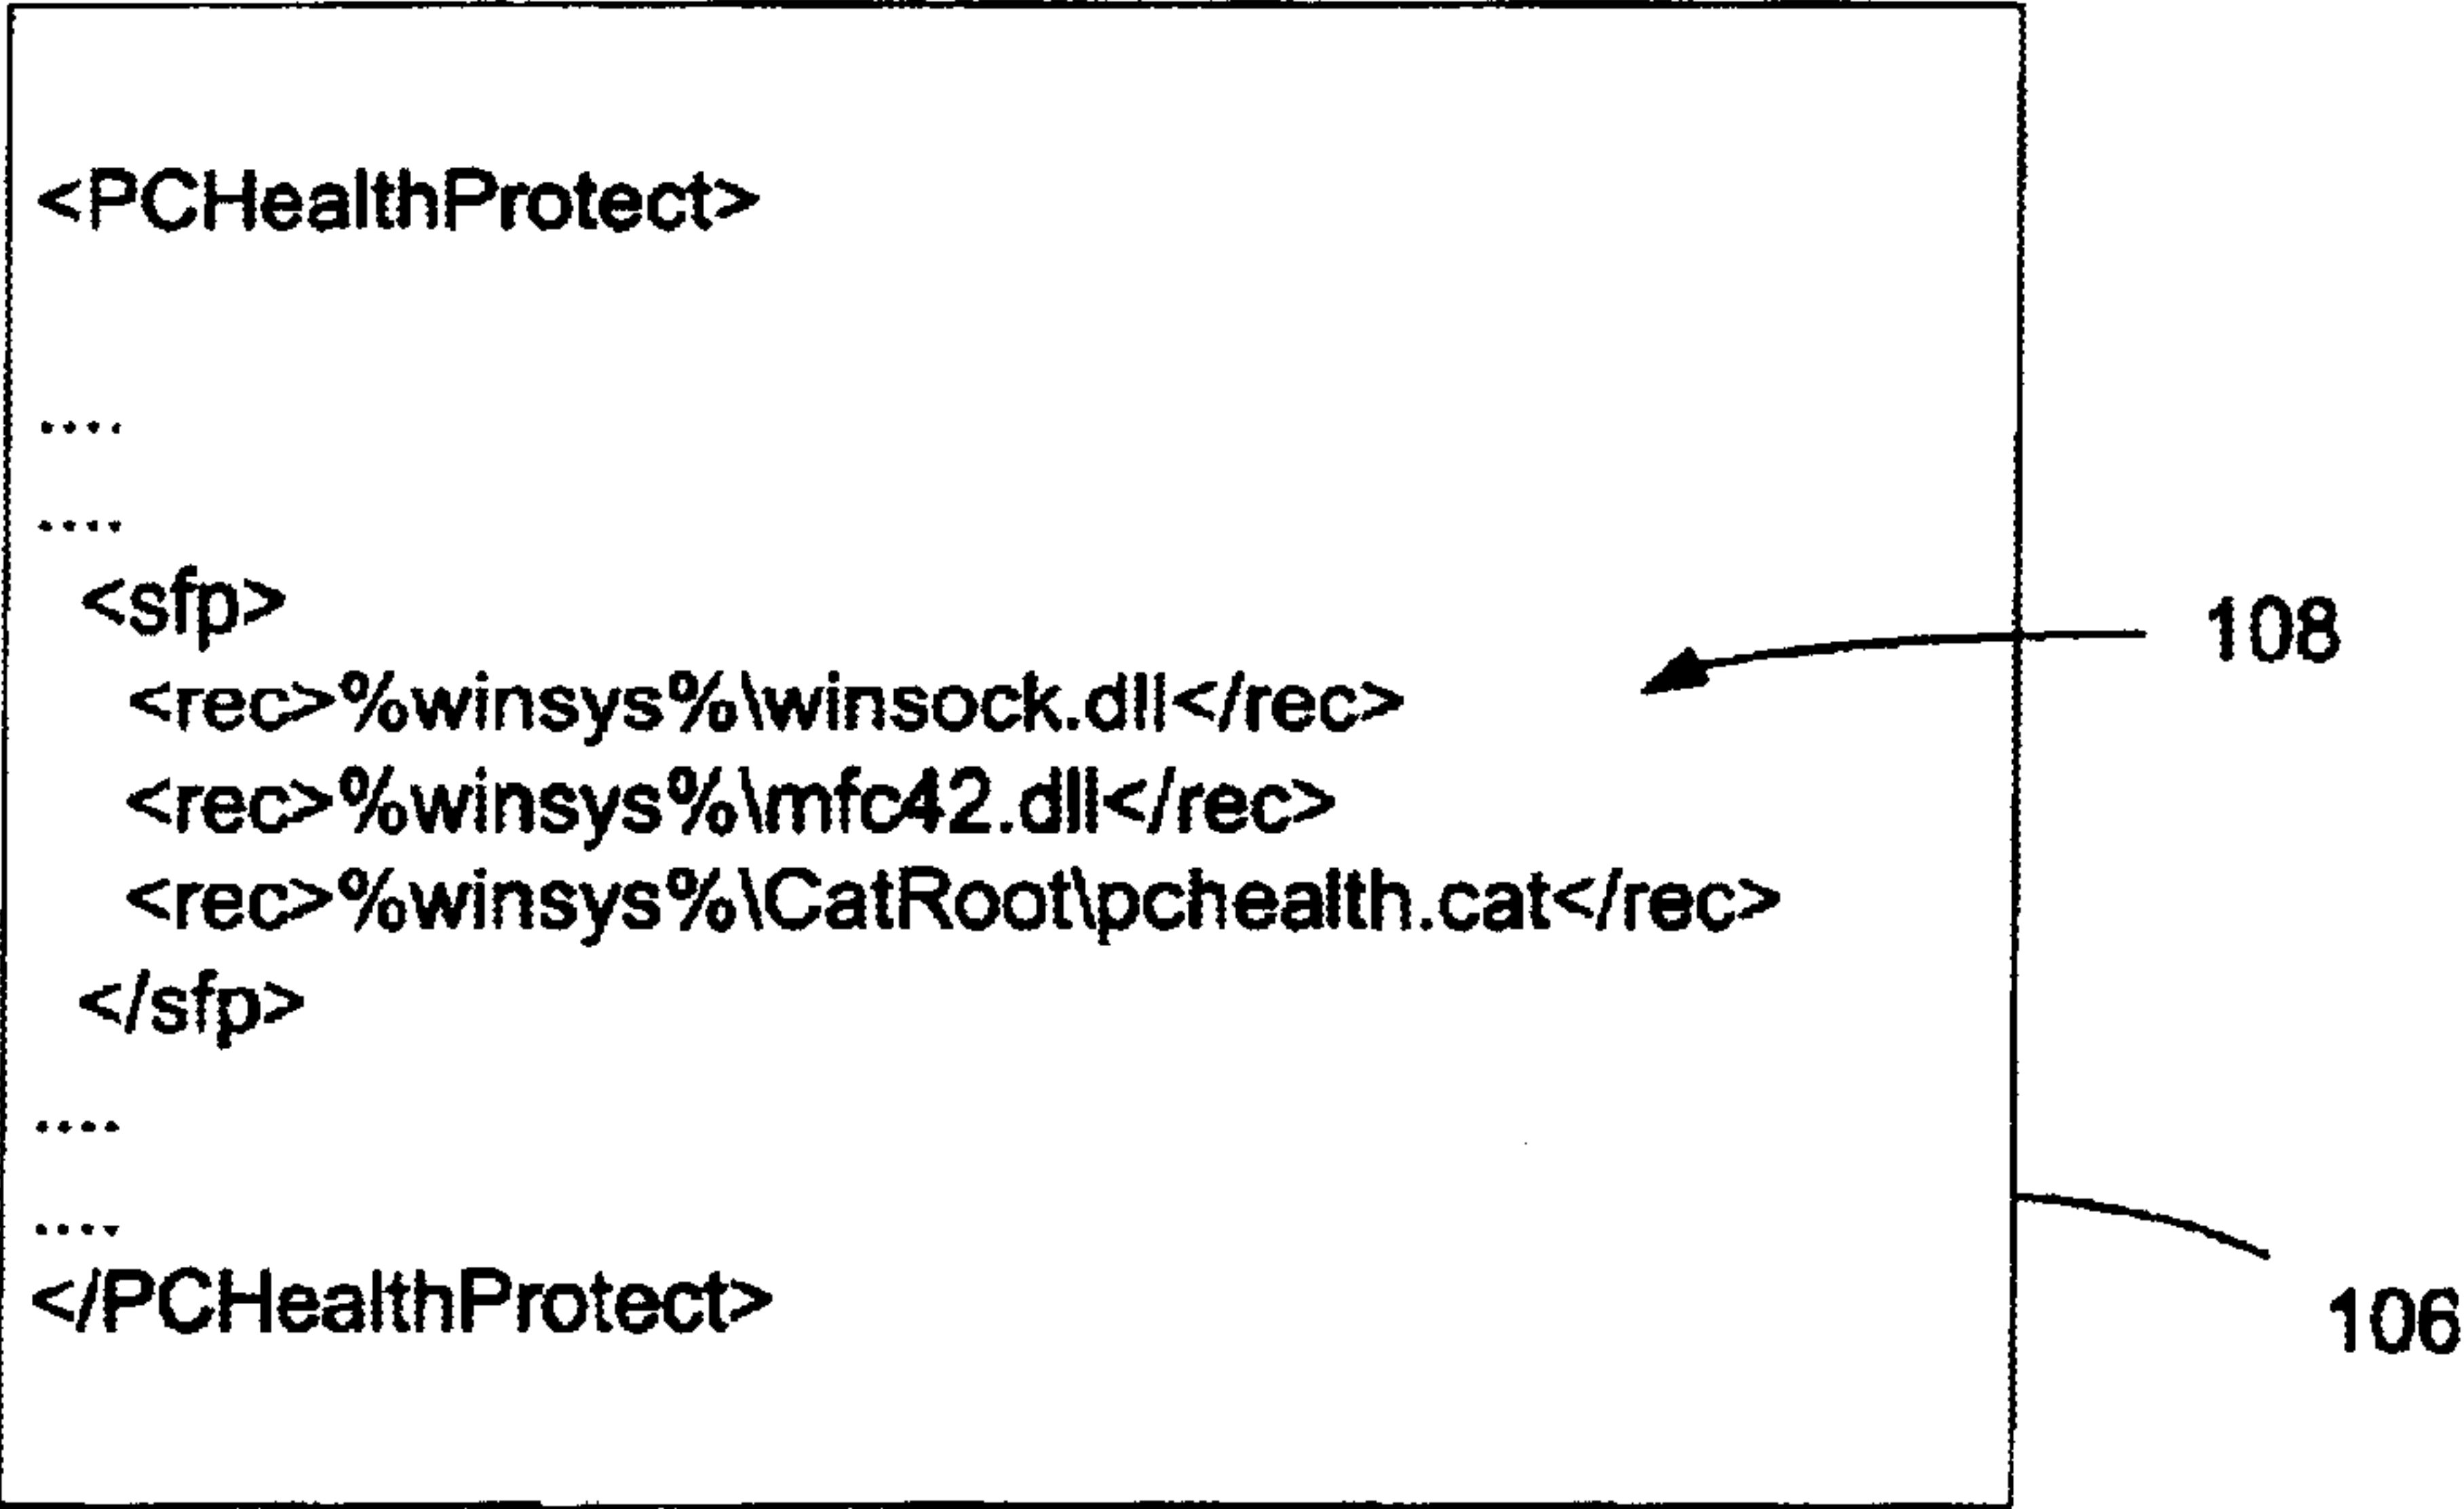 <PCHealthProtect>
....
....
<sfp>
108
<rec>%winsys%\winsock.dll</rec>
<rec>%winsys%\mfc42.dll</rec>
<rec>%winsys%\CatRoot\pchealth.cat</rec>
</sfp>
....
....
</PCHealthProtect>
106